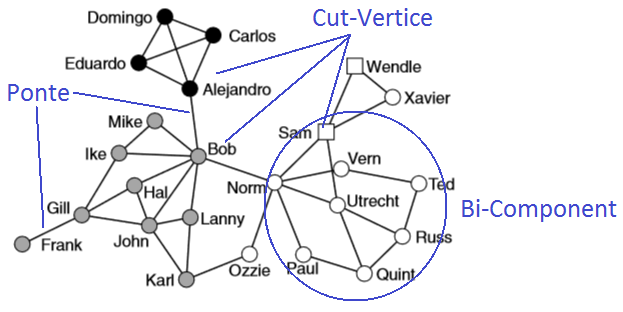 Domingo
Cut-Vertice
Carlos
Eduardo
Wendle
Alejandro
Ponte
Xavier
Mike
Sam
Bob
Ike
Vern
Hal
Norm
Ted
Utrecht
Gill
Lanny
Bi-Component
John
Russ
Frank
Ozzie
Paul
Quint
Karl